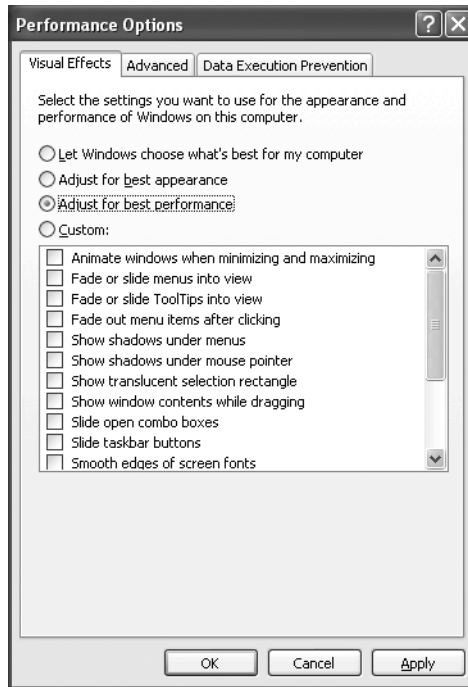 Performance Options
Visual Effects Advanced Data Execution Prevention
Select the settings you want to use for the appearance and
performance of Windows on this computer.
Let Windows choose what's best for my computer
Adjust for best appearance
Adjust for best performance
Custom:
Animate windows when minimizing and maximizing
Fade or slide menus into view
Fade or slide ToolTips into view
Fade out menu items after clicking
Show shadows under menus
Show shadows under mouse pointer
Show translucent selection rectangle
Show window contents while dragging
Slide open combo boxes
Slide taskbar buttons
Smooth edges of screen fonts
OK Cancel Apply